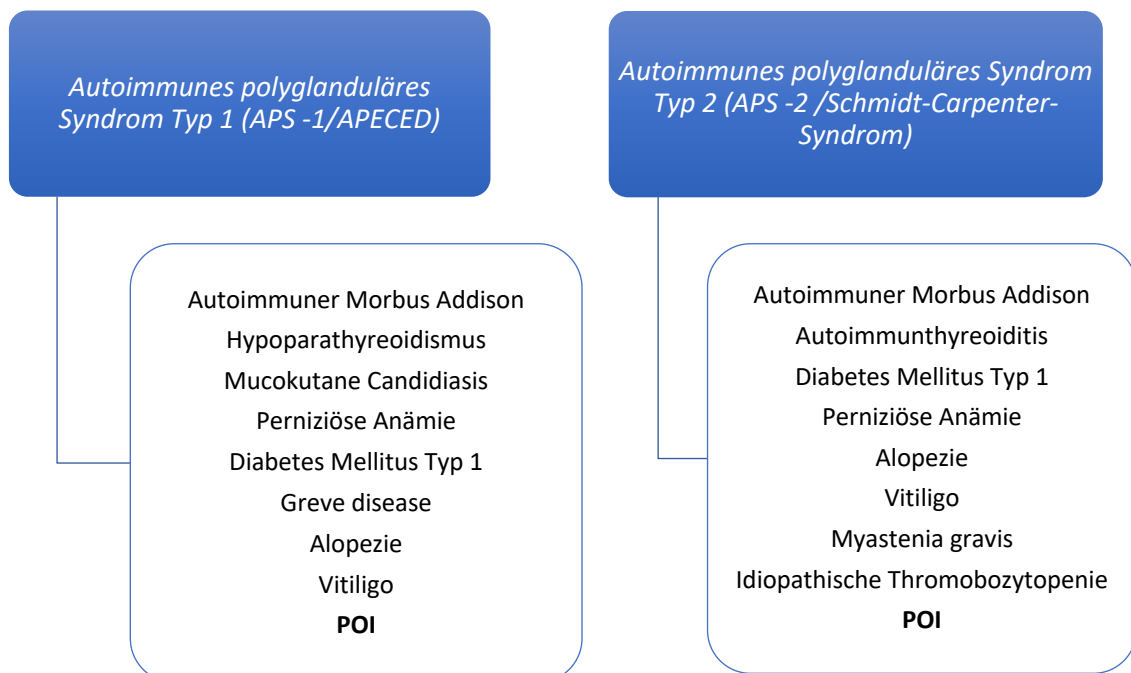 Autoimmunes polyglanduläres
Syndrom Typ 1 (APS -1/APECED)
Autoimmuner Morbus Addison
Hypoparathyreoidismus
Mucokutane Candidiasis
Perniziöse Anämie
Diabetes Mellitus Typ 1
Greve disease
Alopezie
Vitiligo
POI
Autoimmunes polyglanduläres Syndrom
Typ 2 (APS -2 /Schmidt-Carpenter-
Syndrom)
Autoimmuner Morbus Addison
Autoimmunthyreoiditis
Diabetes Mellitus Typ 1
Perniziöse Anämie
Alopezie
Vitiligo
Myastenia gravis
Idiopathische Thromobozytopenie
POI